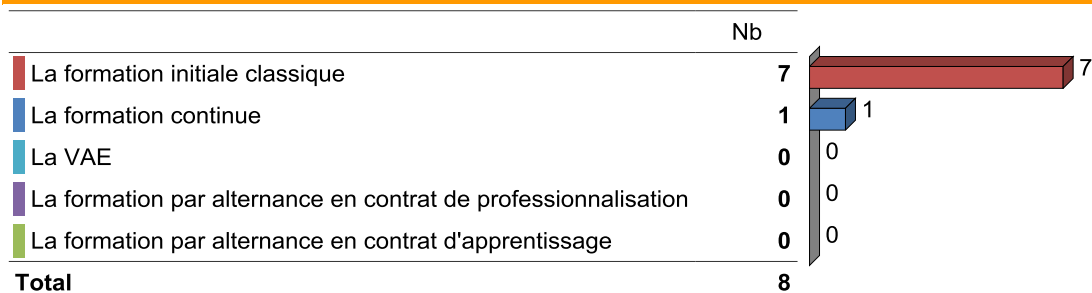 Nb
La formation initiale classique 7 7
La formation continue 1 1
La VAE 0 0
La formation par alternance en contrat de professionnalisation 0 0
La formation par alternance en contrat d'apprentissage 0 0
Total 8